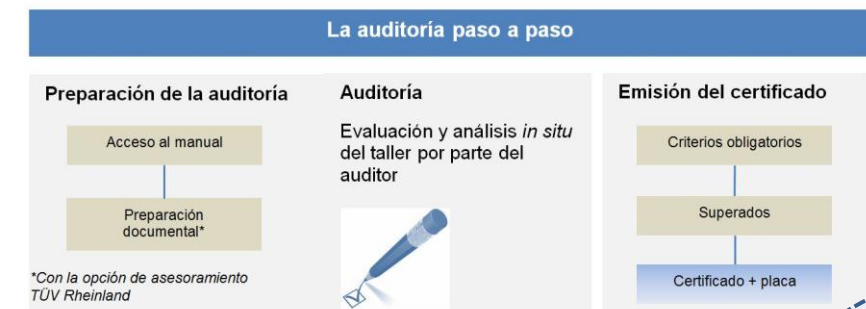 La auditoría paso a paso
Preparación de la auditoría
Acceso al manual
Preparación
documental*
*Con la opción de asesoramiento
TÜV Rheinland
Auditoría
Evaluación y análisis in situ
del taller por parte del
auditor
Emisión del certificado
Criterios obligatorios
Superados
Certificado + placa